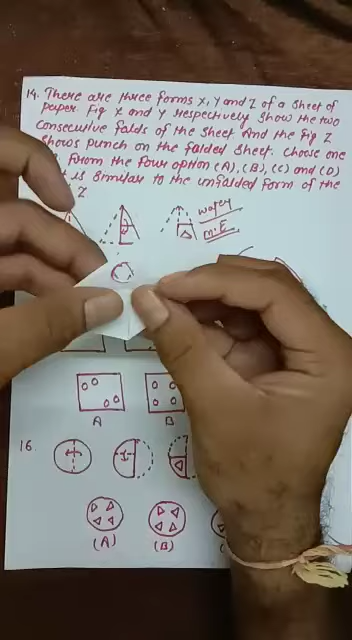 14. There are three forms X, Y and Z of a sheet of
paper. Fig X and Y respectively show the two
consecutive folds of the sheet And the Fig Z
shows punch on the folded sheet. Choose one
from the four option (A), (B), (C) and (D)
is similar to the unfolded form of the
Z
M.E
A B
16.
(A) (B)